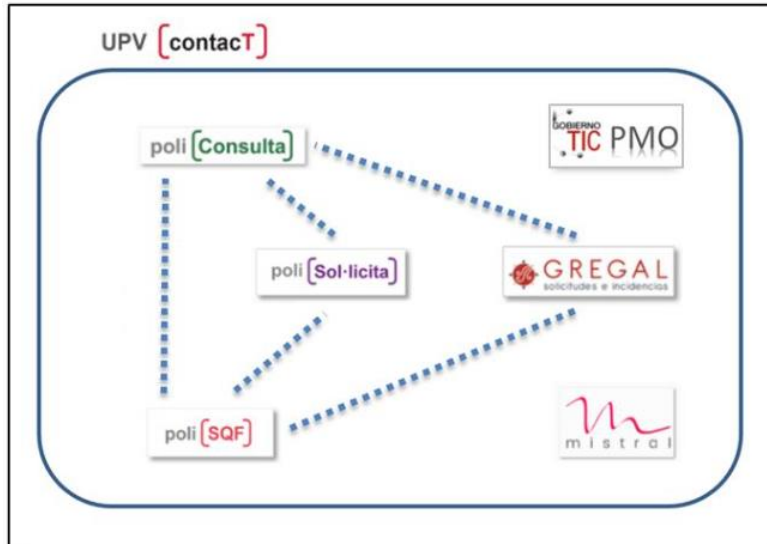 UPV [contacT]
poli [Consulta]
GOBIERNO
TIC PMO
poli [Sol·licita]
GREGAL
solicitudes e incidencias
poli [SQF]
mistral